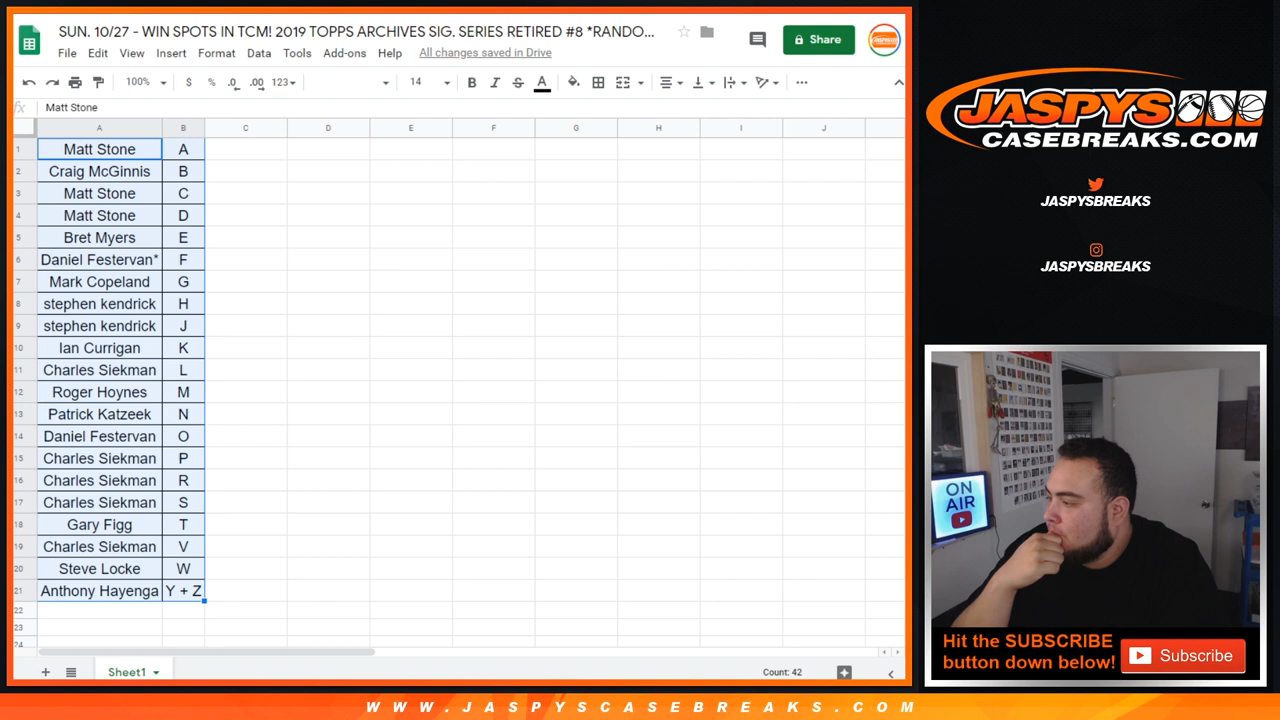 SUN. 10/27 - WIN SPOTS IN TCM! 2019 TOPPS ARCHIVES SIG. SERIES RETIRED #8 *RANDO...
File Edit View Insert Format Data Tools Add-ons Help All changes saved in Drive
Share
100% $ % .0 .00 123 14 B I S A
fx Matt Stone
A B C D E F G H I J
1 Matt Stone A
2 Craig McGinnis B
3 Matt Stone C
4 Matt Stone D
5 Bret Myers E
6 Daniel Festervan* F
7 Mark Copeland G
8 stephen kendrick H
9 stephen kendrick J
10 Ian Currigan K
11 Charles Siekman L
12 Roger Hoynes M
13 Patrick Katzeek N
14 Daniel Festervan O
15 Charles Siekman P
16 Charles Siekman R
17 Charles Siekman S
18 Gary Figg T
19 Charles Siekman V
20 Steve Locke W
21 Anthony Hayenga Y + Z
22
23
24
Sheet1
Count: 42
JASPYS
CASEBREAKS.COM
JASPYSBREAKS
JASPYSBREAKS
ON
AIR
Hit the SUBSCRIBE
button down below!
Subscribe
WWW.JASPYSCASEBREAKS.COM